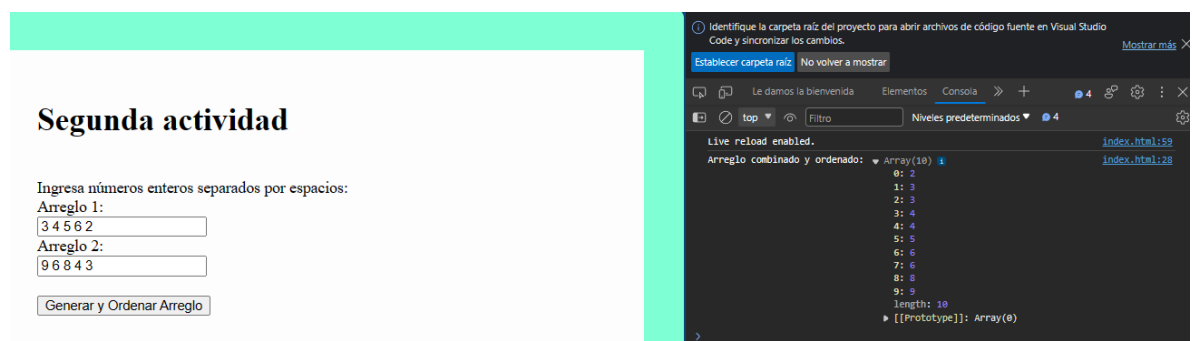 Segunda actividad
Ingresa números enteros separados por espacios:
Arreglo 1:
3 4 5 6 2
Arreglo 2:
9 6 8 4 3
Generar y Ordenar Arreglo
Identifique la carpeta raíz del proyecto para abrir archivos de código fuente en Visual Studio
Code y sincronizar los cambios.
Mostrar más
Establecer carpeta raíz No volver a mostrar
Le damos la bienvenida Elementos Consola 4
top Filtro Niveles predeterminados 4
Live reload enabled. index.html:59
Arreglo combinado y ordenado: Array(10) i index.html:28
0: 2
1: 3
2: 3
3: 4
4: 4
5: 5
6: 6
7: 6
8: 8
9: 9
length: 10
[[Prototype]]: Array(0)